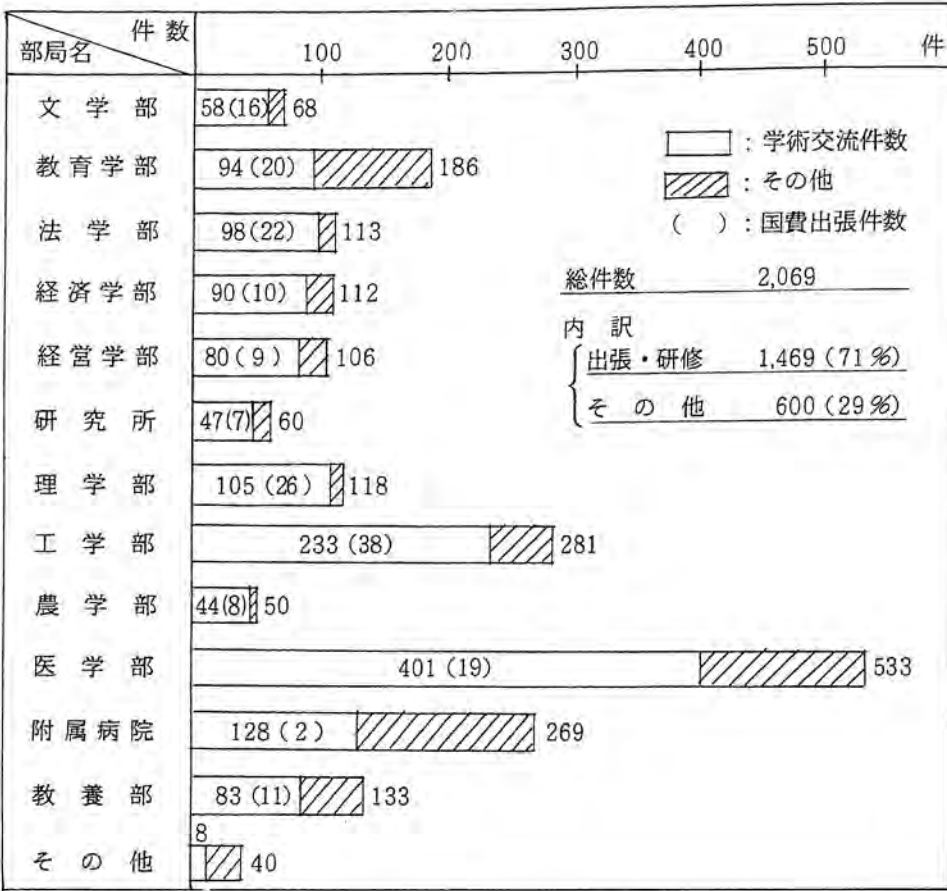 件 数
部局名
100 200 300 400 500 件
文 学 部 58(16) 68
教 育 学 部 94(20) 186
法 学 部 98(22) 113
経 済 学 部 90(10) 112
経 営 学 部 80(9) 106
研 究 所 47(7) 60
理 学 部 105(26) 118
工 学 部 233(38) 281
農 学 部 44(8) 50
医 学 部 401(19) 533
附 属 病 院 128(2) 269
教 養 部 83(11) 133
8
そ の 他 40
：学術交流件数
：その他
( )：国費出張件数
総件数 2,069
内 訳
出張・研修 1,469 (71%)
そ の 他 600 (29%)